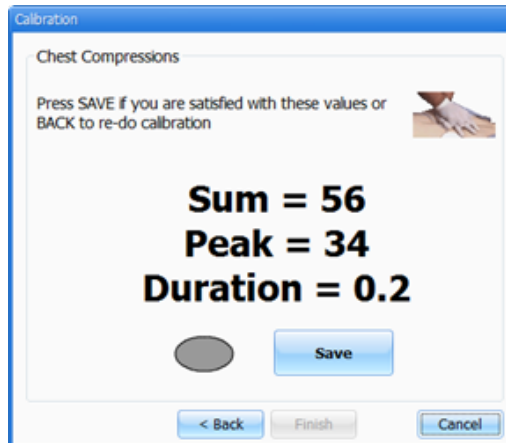 Calibration
Chest Compressions
Press SAVE if you are satisfied with these values or
BACK to re-do calibration
Sum = 56
Peak = 34
Duration = 0.2
Save
< Back
Finish
Cancel